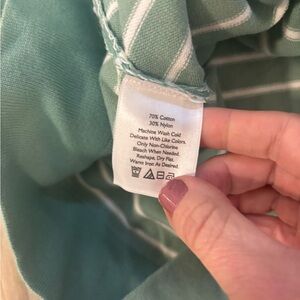 70% Cotton
30% Nylon
Machine Wash Cold
Delicate With Like Colors.
Only Non-Chlorine
Bleach When Needed.
Reshape, Dry Flat.
Warm Iron As Desired.